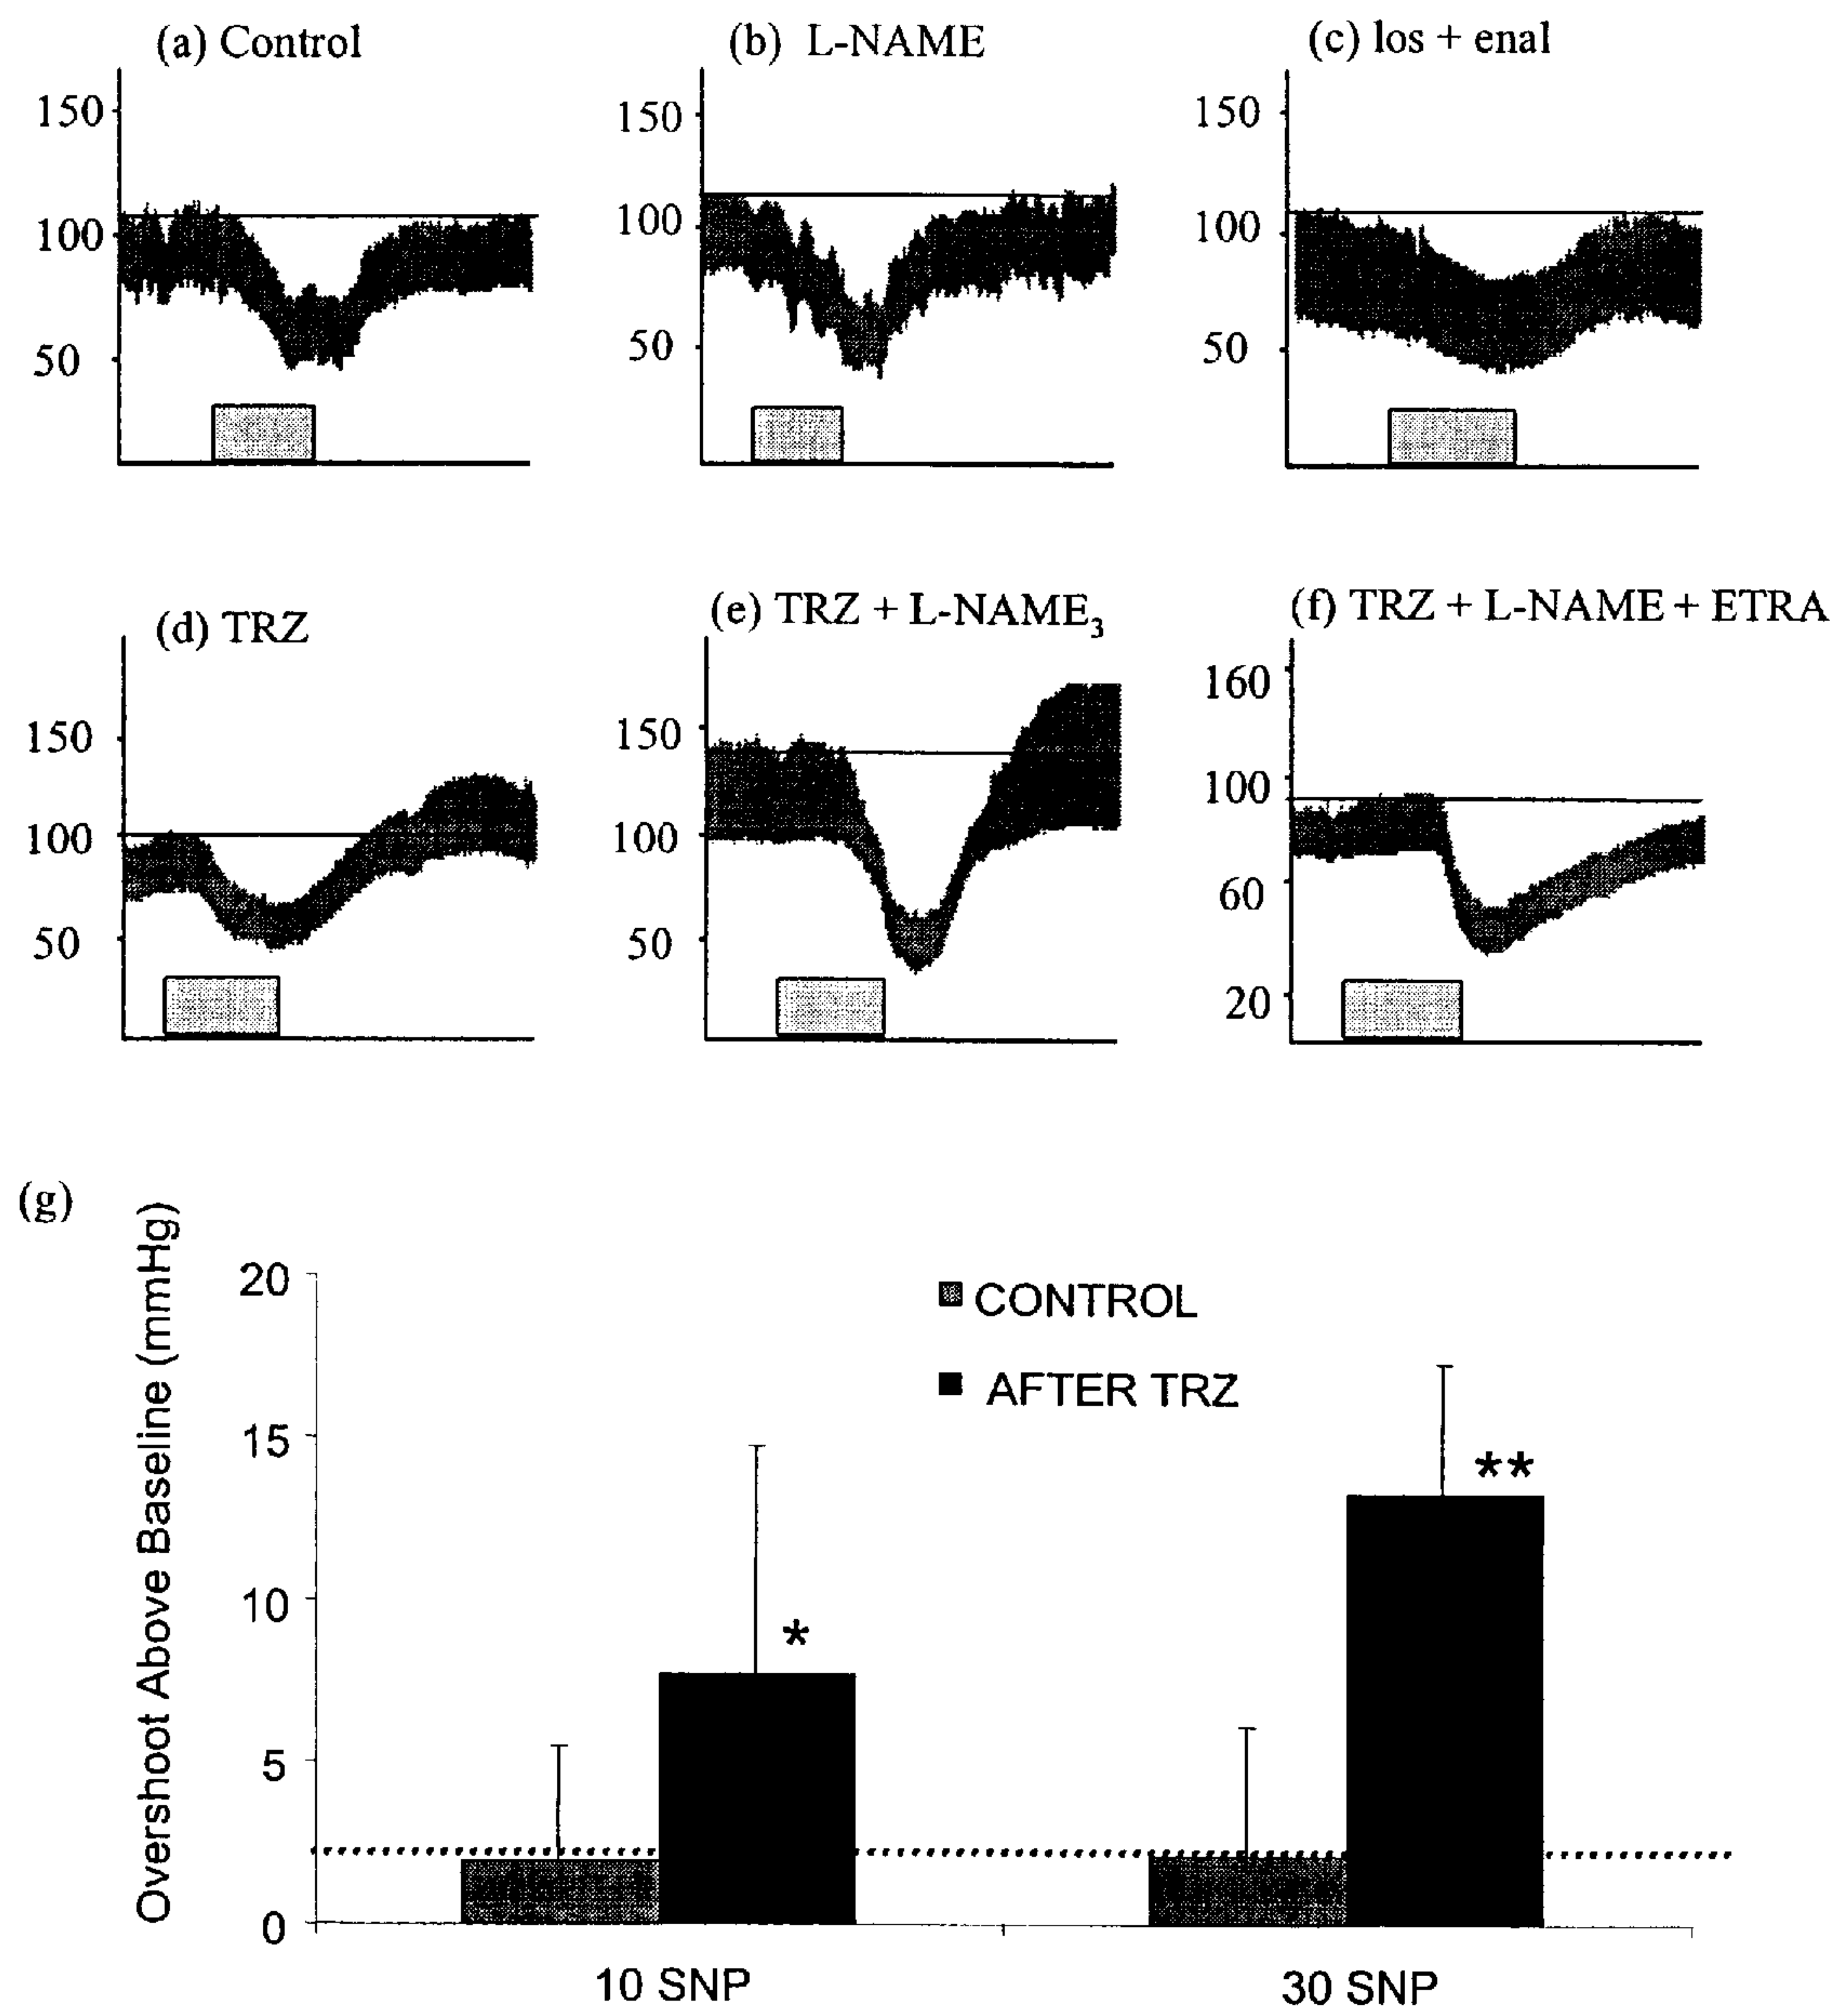 (a) Control
(b) L-NAME
(c) los + enal
150
100
50
150
100
50
150
100
50
(d) TRZ
(e) TRZ + L-NAME3
(f) TRZ + L-NAME + ETRA
150
100
50
150
100
50
160
100
60
20
(g)
Overshoot Above Baseline (mmHg)
20
15
10
5
0
CONTROL
AFTER TRZ
*
**
10 SNP
30 SNP